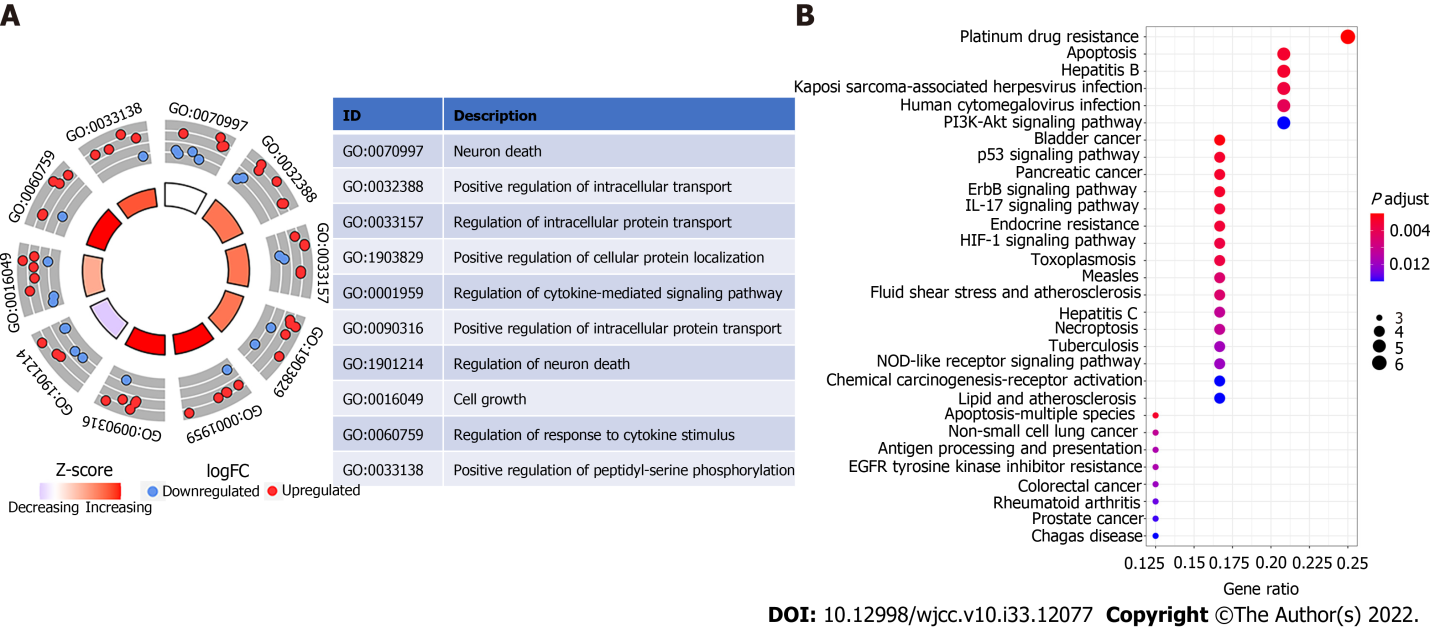 A
GO:0070997
GO:0032388
GO:0033157
GO:1903829
GO:0001959
GO:0090316
GO:1901214
GO:0016049
GO:0060759
GO:0033138
Z-score
Decreasing Increasing
logFC
Downregulated Upregulated
ID Description
GO:0070997 Neuron death
GO:0032388 Positive regulation of intracellular transport
GO:0033157 Regulation of intracellular protein transport
GO:1903829 Positive regulation of cellular protein localization
GO:0001959 Regulation of cytokine-mediated signaling pathway
GO:0090316 Positive regulation of intracellular protein transport
GO:1901214 Regulation of neuron death
GO:0016049 Cell growth
GO:0060759 Regulation of response to cytokine stimulus
GO:0033138 Positive regulation of peptidyl-serine phosphorylation
B
Platinum drug resistance
Apoptosis
Hepatitis B
Kaposi sarcoma-associated herpesvirus infection
Human cytomegalovirus infection
PI3K-Akt signaling pathway
Bladder cancer
p53 signaling pathway
Pancreatic cancer
ErbB signaling pathway
IL-17 signaling pathway
Endocrine resistance
HIF-1 signaling pathway
Toxoplasmosis
Measles
Fluid shear stress and atherosclerosis
Hepatitis C
Necroptosis
Tuberculosis
NOD-like receptor signaling pathway
Chemical carcinogenesis-receptor activation
Lipid and atherosclerosis
Apoptosis-multiple species
Non-small cell lung cancer
Antigen processing and presentation
EGFR tyrosine kinase inhibitor resistance
Colorectal cancer
Rheumatoid arthritis
Prostate cancer
Chagas disease
0.125 0.15 0.175 0.20 0.225 0.25
Gene ratio
P adjust
0.004
0.012
3
4
5
6
DOI: 10.12998/wjcc.v10.i33.12077 Copyright ©The Author(s) 2022.